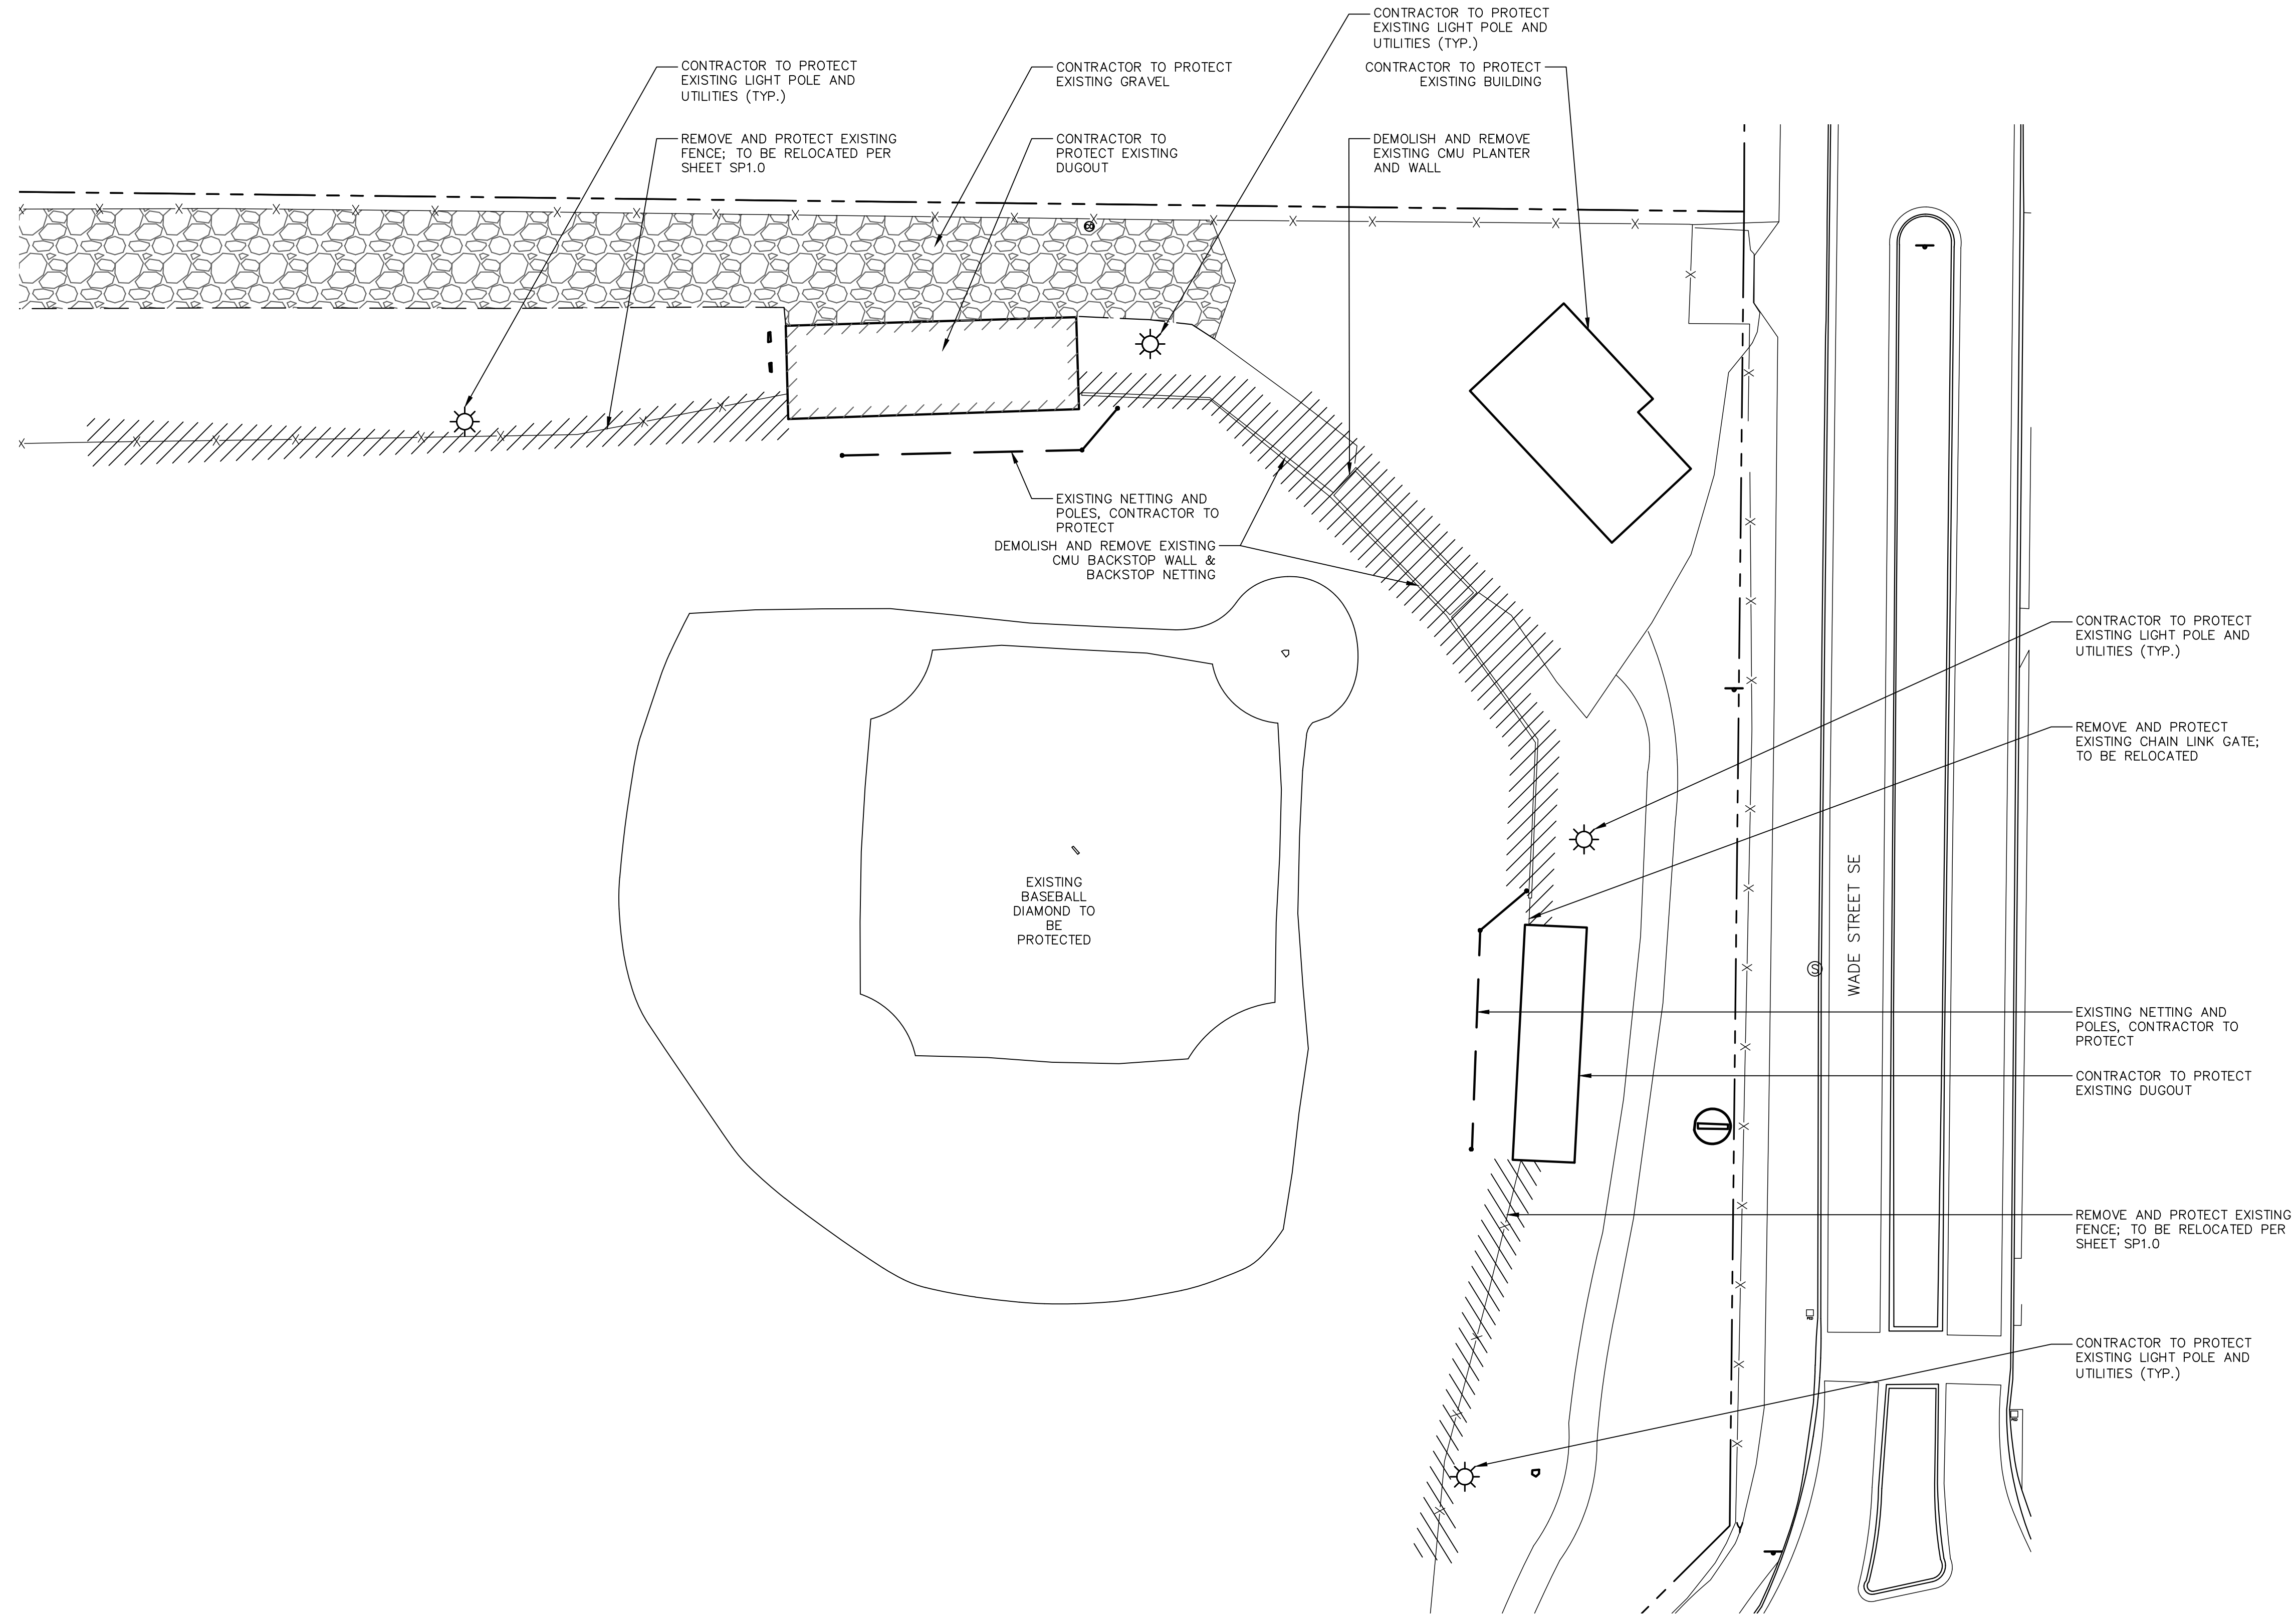 CONTRACTOR TO PROTECT
EXISTING LIGHT POLE AND
UTILITIES (TYP.)
CONTRACTOR TO PROTECT
EXISTING LIGHT POLE AND
UTILITIES (TYP.)
CONTRACTOR TO PROTECT
EXISTING GRAVEL
CONTRACTOR TO PROTECT
EXISTING BUILDING
REMOVE AND PROTECT EXISTING
FENCE; TO BE RELOCATED PER
SHEET SP1.0
CONTRACTOR TO
PROTECT EXISTING
DUGOUT
DEMOLISH AND REMOVE
EXISTING CMU PLANTER
AND WALL
EXISTING NETTING AND
POLES, CONTRACTOR TO
PROTECT
DEMOLISH AND REMOVE EXISTING
CMU BACKSTOP WALL &
BACKSTOP NETTING
CONTRACTOR TO PROTECT
EXISTING LIGHT POLE AND
UTILITIES (TYP.)
REMOVE AND PROTECT
EXISTING CHAIN LINK GATE;
TO BE RELOCATED
EXISTING
BASEBALL
DIAMOND TO
BE
PROTECTED
WADE STREET SE
S
EXISTING NETTING AND
POLES, CONTRACTOR TO
PROTECT
CONTRACTOR TO PROTECT
EXISTING DUGOUT
REMOVE AND PROTECT EXISTING
FENCE; TO BE RELOCATED PER
SHEET SP1.0
CONTRACTOR TO PROTECT
EXISTING LIGHT POLE AND
UTILITIES (TYP.)